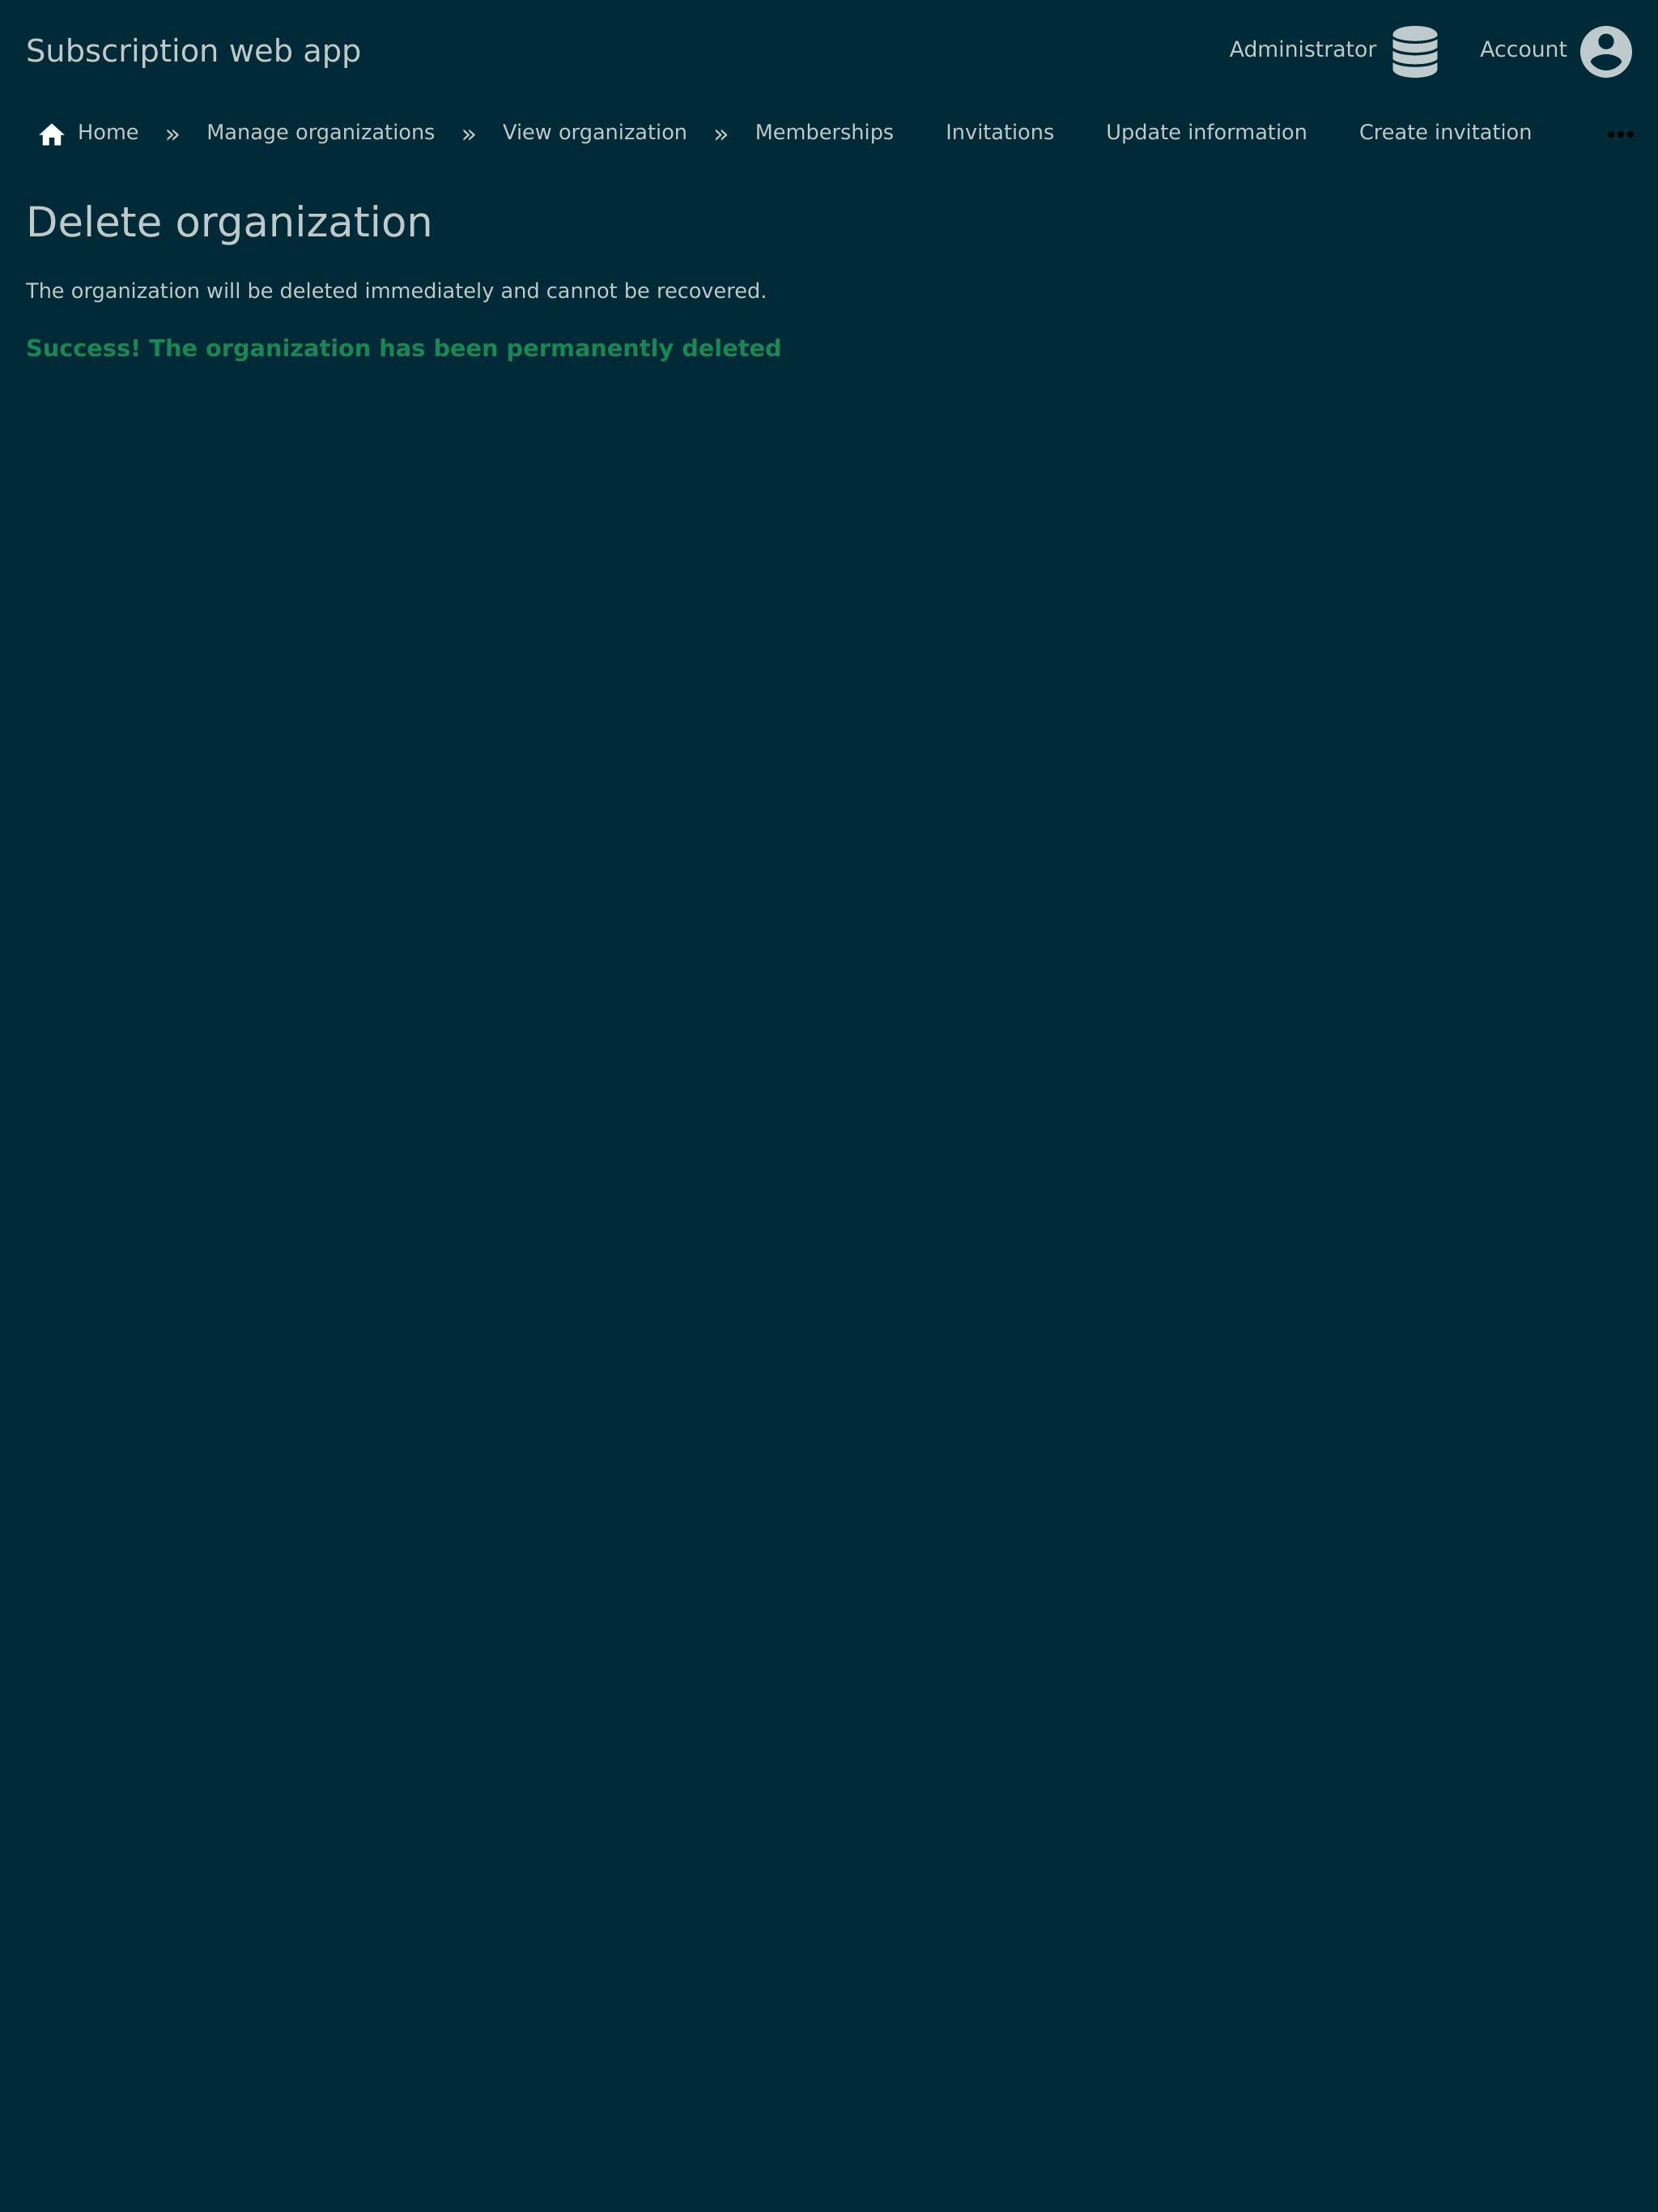 Subscription web app
Administrator
Account
Home » Manage organizations » View organization » Memberships Invitations Update information Create invitation
Delete organization
The organization will be deleted immediately and cannot be recovered.
Success! The organization has been permanently deleted